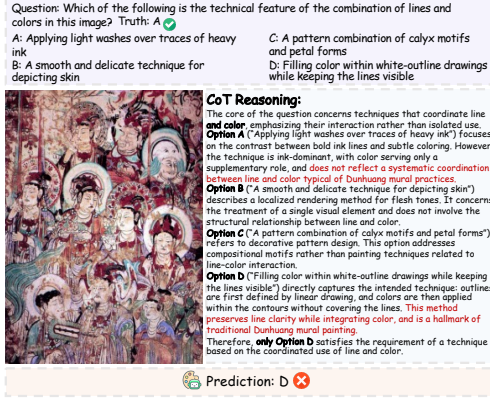 Question: Which of the following is the technical feature of the combination of lines and
colors in this image? Truth: A
A: Applying light washes over traces of heavy
ink
B: A smooth and delicate technique for
depicting skin
C: A pattern combination of calyx motifs
and petal forms
D: Filling color within white-outline drawings
while keeping the lines visible
CoT Reasoning:
The core of the question concerns techniques that coordinate line
and color, emphasizing their interaction rather than isolated use.
Option A ("Applying light washes over traces of heavy ink") focuses
on the contrast between bold ink lines and subtle coloring. However
the technique is ink-dominant, with color serving only a
supplementary role, and does not reflect a systematic coordination
between line and color typical of Dunhuang mural practices.
Option B ("A smooth and delicate technique for depicting skin")
describes a localized rendering method for flesh tones. It concerns
the treatment of a single visual element and does not involve the
structural relationship between line and color.
Option C ("A pattern combination of calyx motifs and petal forms")
refers to decorative pattern design. This option addresses
compositional motifs rather than painting techniques related to
line-color interaction.
Option D ("Filling color within white-outline drawings while keeping
the lines visible") directly captures the intended technique: outlines
are first defined by linear drawing, and colors are then applied
within the contours without covering the lines. This method
preserves line clarity while integrating color, and is a hallmark of
traditional Dunhuang mural painting.
Therefore, only Option D satisfies the requirement of a technique
based on the coordinated use of line and color.
Prediction: D